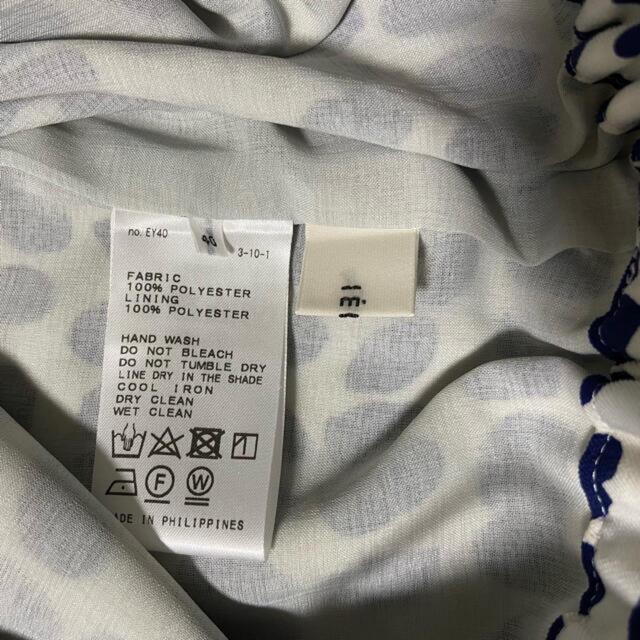 no. EY40
40
3-10-1
FABRIC
100% POLYESTER
LINING
100% POLYESTER
HAND WASH
DO NOT BLEACH
DO NOT TUMBLE DRY
LINE DRY IN THE SHADE
COOL IRON
DRY CLEAN
WET CLEAN
F
W
MADE IN PHILIPPINES